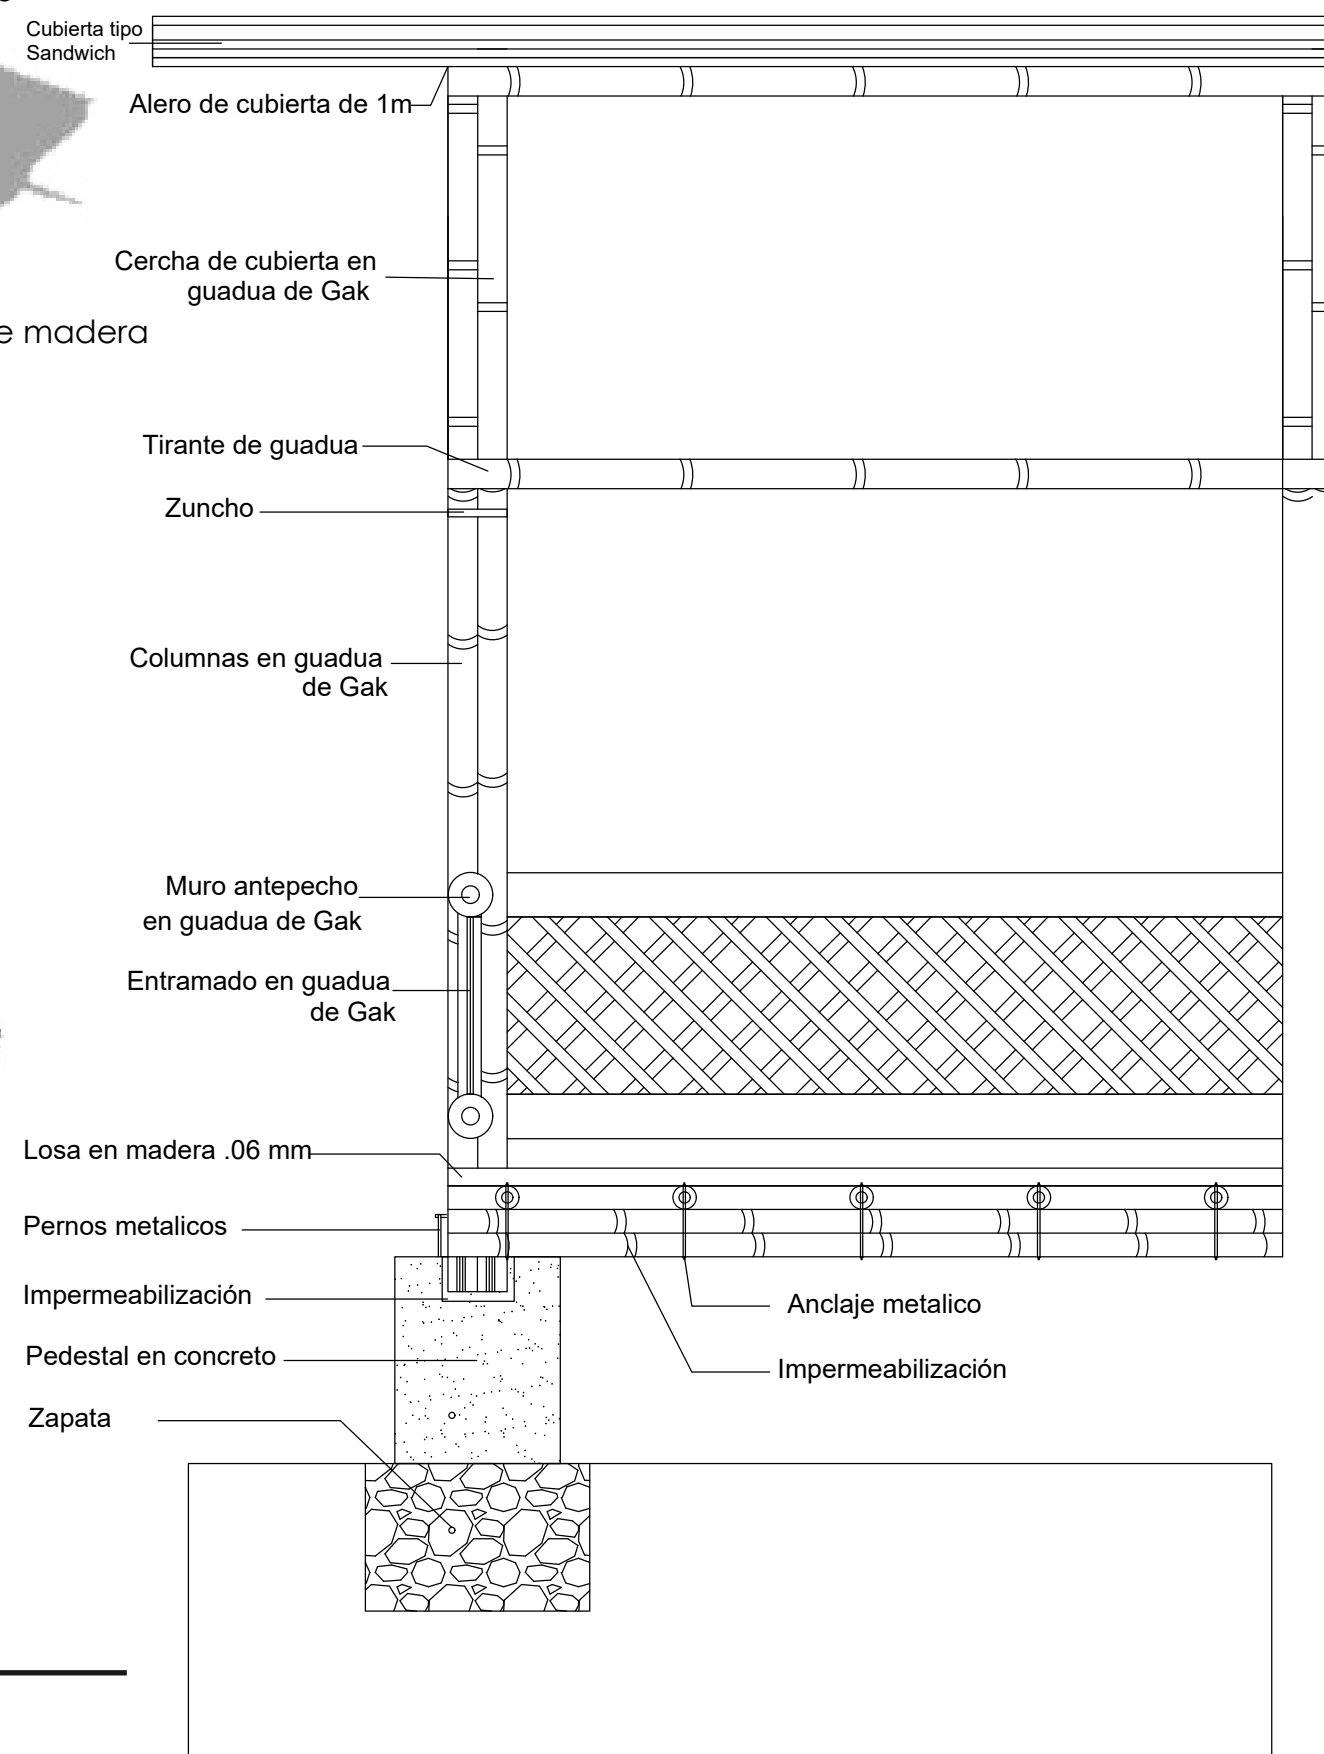 Cubierta tipo
Sandwich
Alero de cubierta de 1m
Cercha de cubierta en
guadua de Gak
e madera
Tirante de guadua
Zuncho
Columnas en guadua
de Gak
Muro antepecho
en guadua de Gak
Entramado en guadua
de Gak
Losa en madera .06 mm
Pernos metalicos
Impermeabilización
Anclaje metalico
Pedestal en concreto
Impermeabilización
Zapata